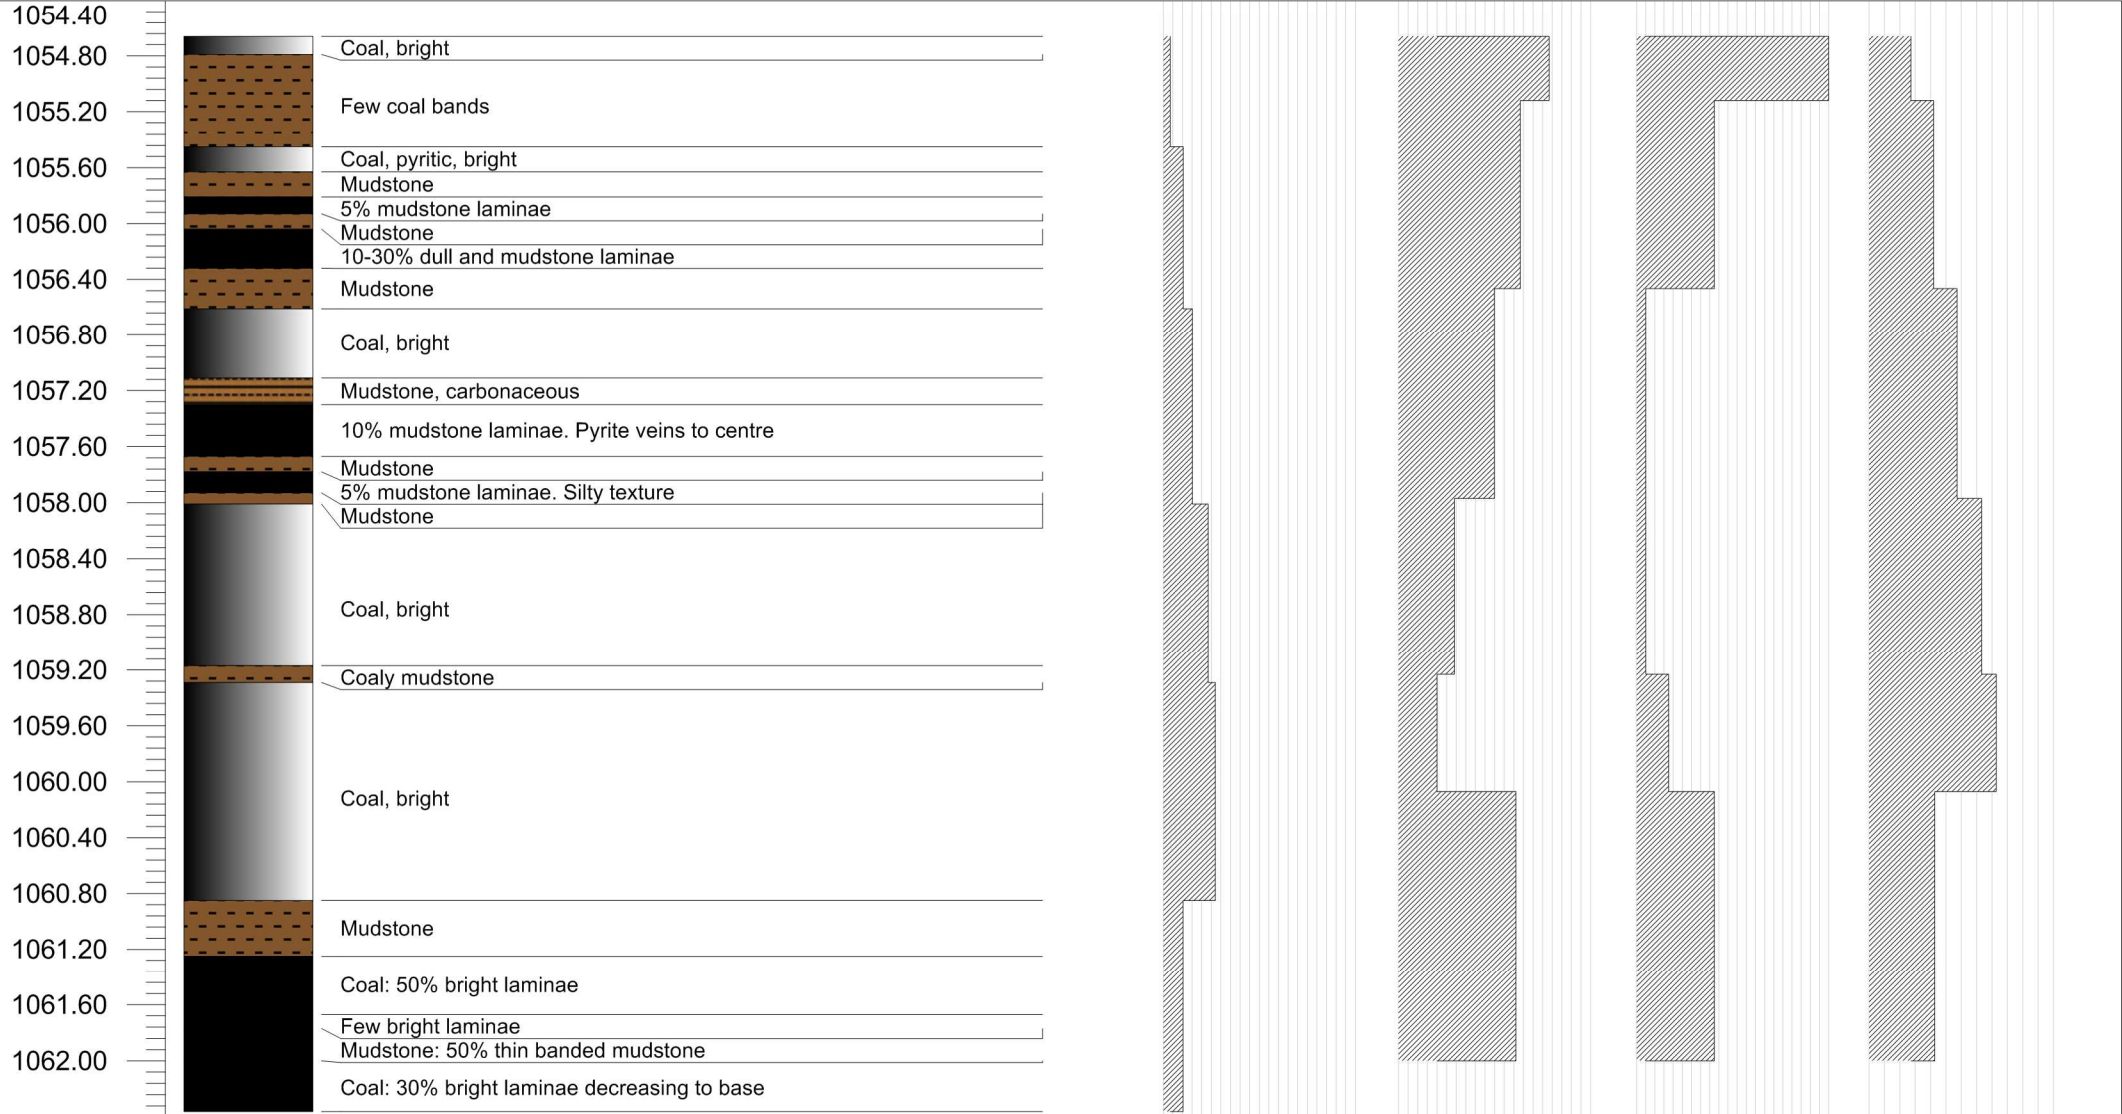 1054.40
Coal, bright
1054.80
Few coal bands
1055.20
Coal, pyritic, bright
1055.60
Mudstone
5% mudstone laminae
1056.00
Mudstone
10-30% dull and mudstone laminae
1056.40
Mudstone
1056.80
Coal, bright
1057.20
Mudstone, carbonaceous
10% mudstone laminae. Pyrite veins to centre
1057.60
Mudstone
5% mudstone laminae. Silty texture
1058.00
Mudstone
1058.40
Coal, bright
1058.80
1059.20
Coaly mudstone
1059.60
1060.00
Coal, bright
1060.40
1060.80
Mudstone
1061.20
Coal: 50% bright laminae
1061.60
Few bright laminae
Mudstone: 50% thin banded mudstone
1062.00
Coal: 30% bright laminae decreasing to base